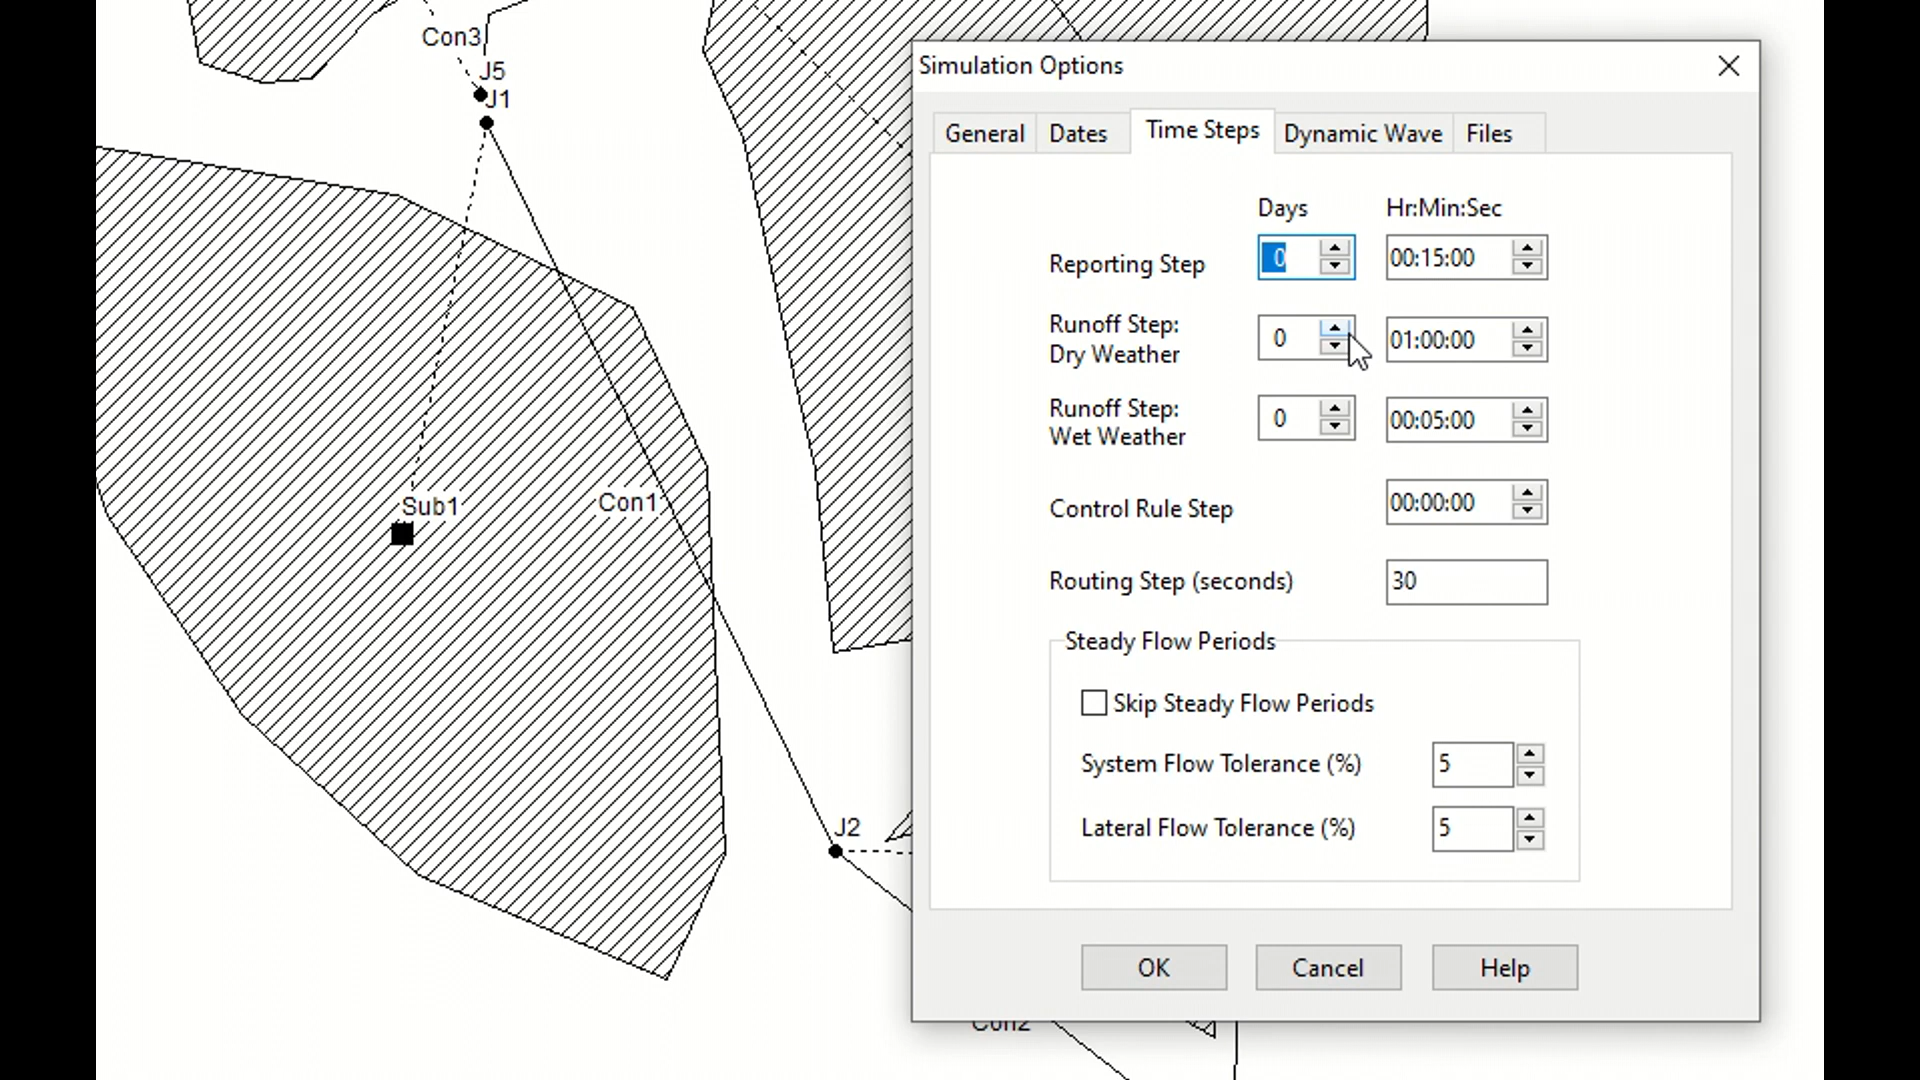 Con3
J5
J1
Sub1
Con1
J2
Con2
Simulation Options
General Dates Time Steps Dynamic Wave Files
Days Hr:Min:Sec
Reporting Step 0 00:15:00
Runoff Step:
Dry Weather 0 01:00:00
Runoff Step:
Wet Weather 0 00:05:00
Control Rule Step 00:00:00
Routing Step (seconds) 30
Steady Flow Periods
Skip Steady Flow Periods
System Flow Tolerance (%) 5
Lateral Flow Tolerance (%) 5
OK Cancel Help